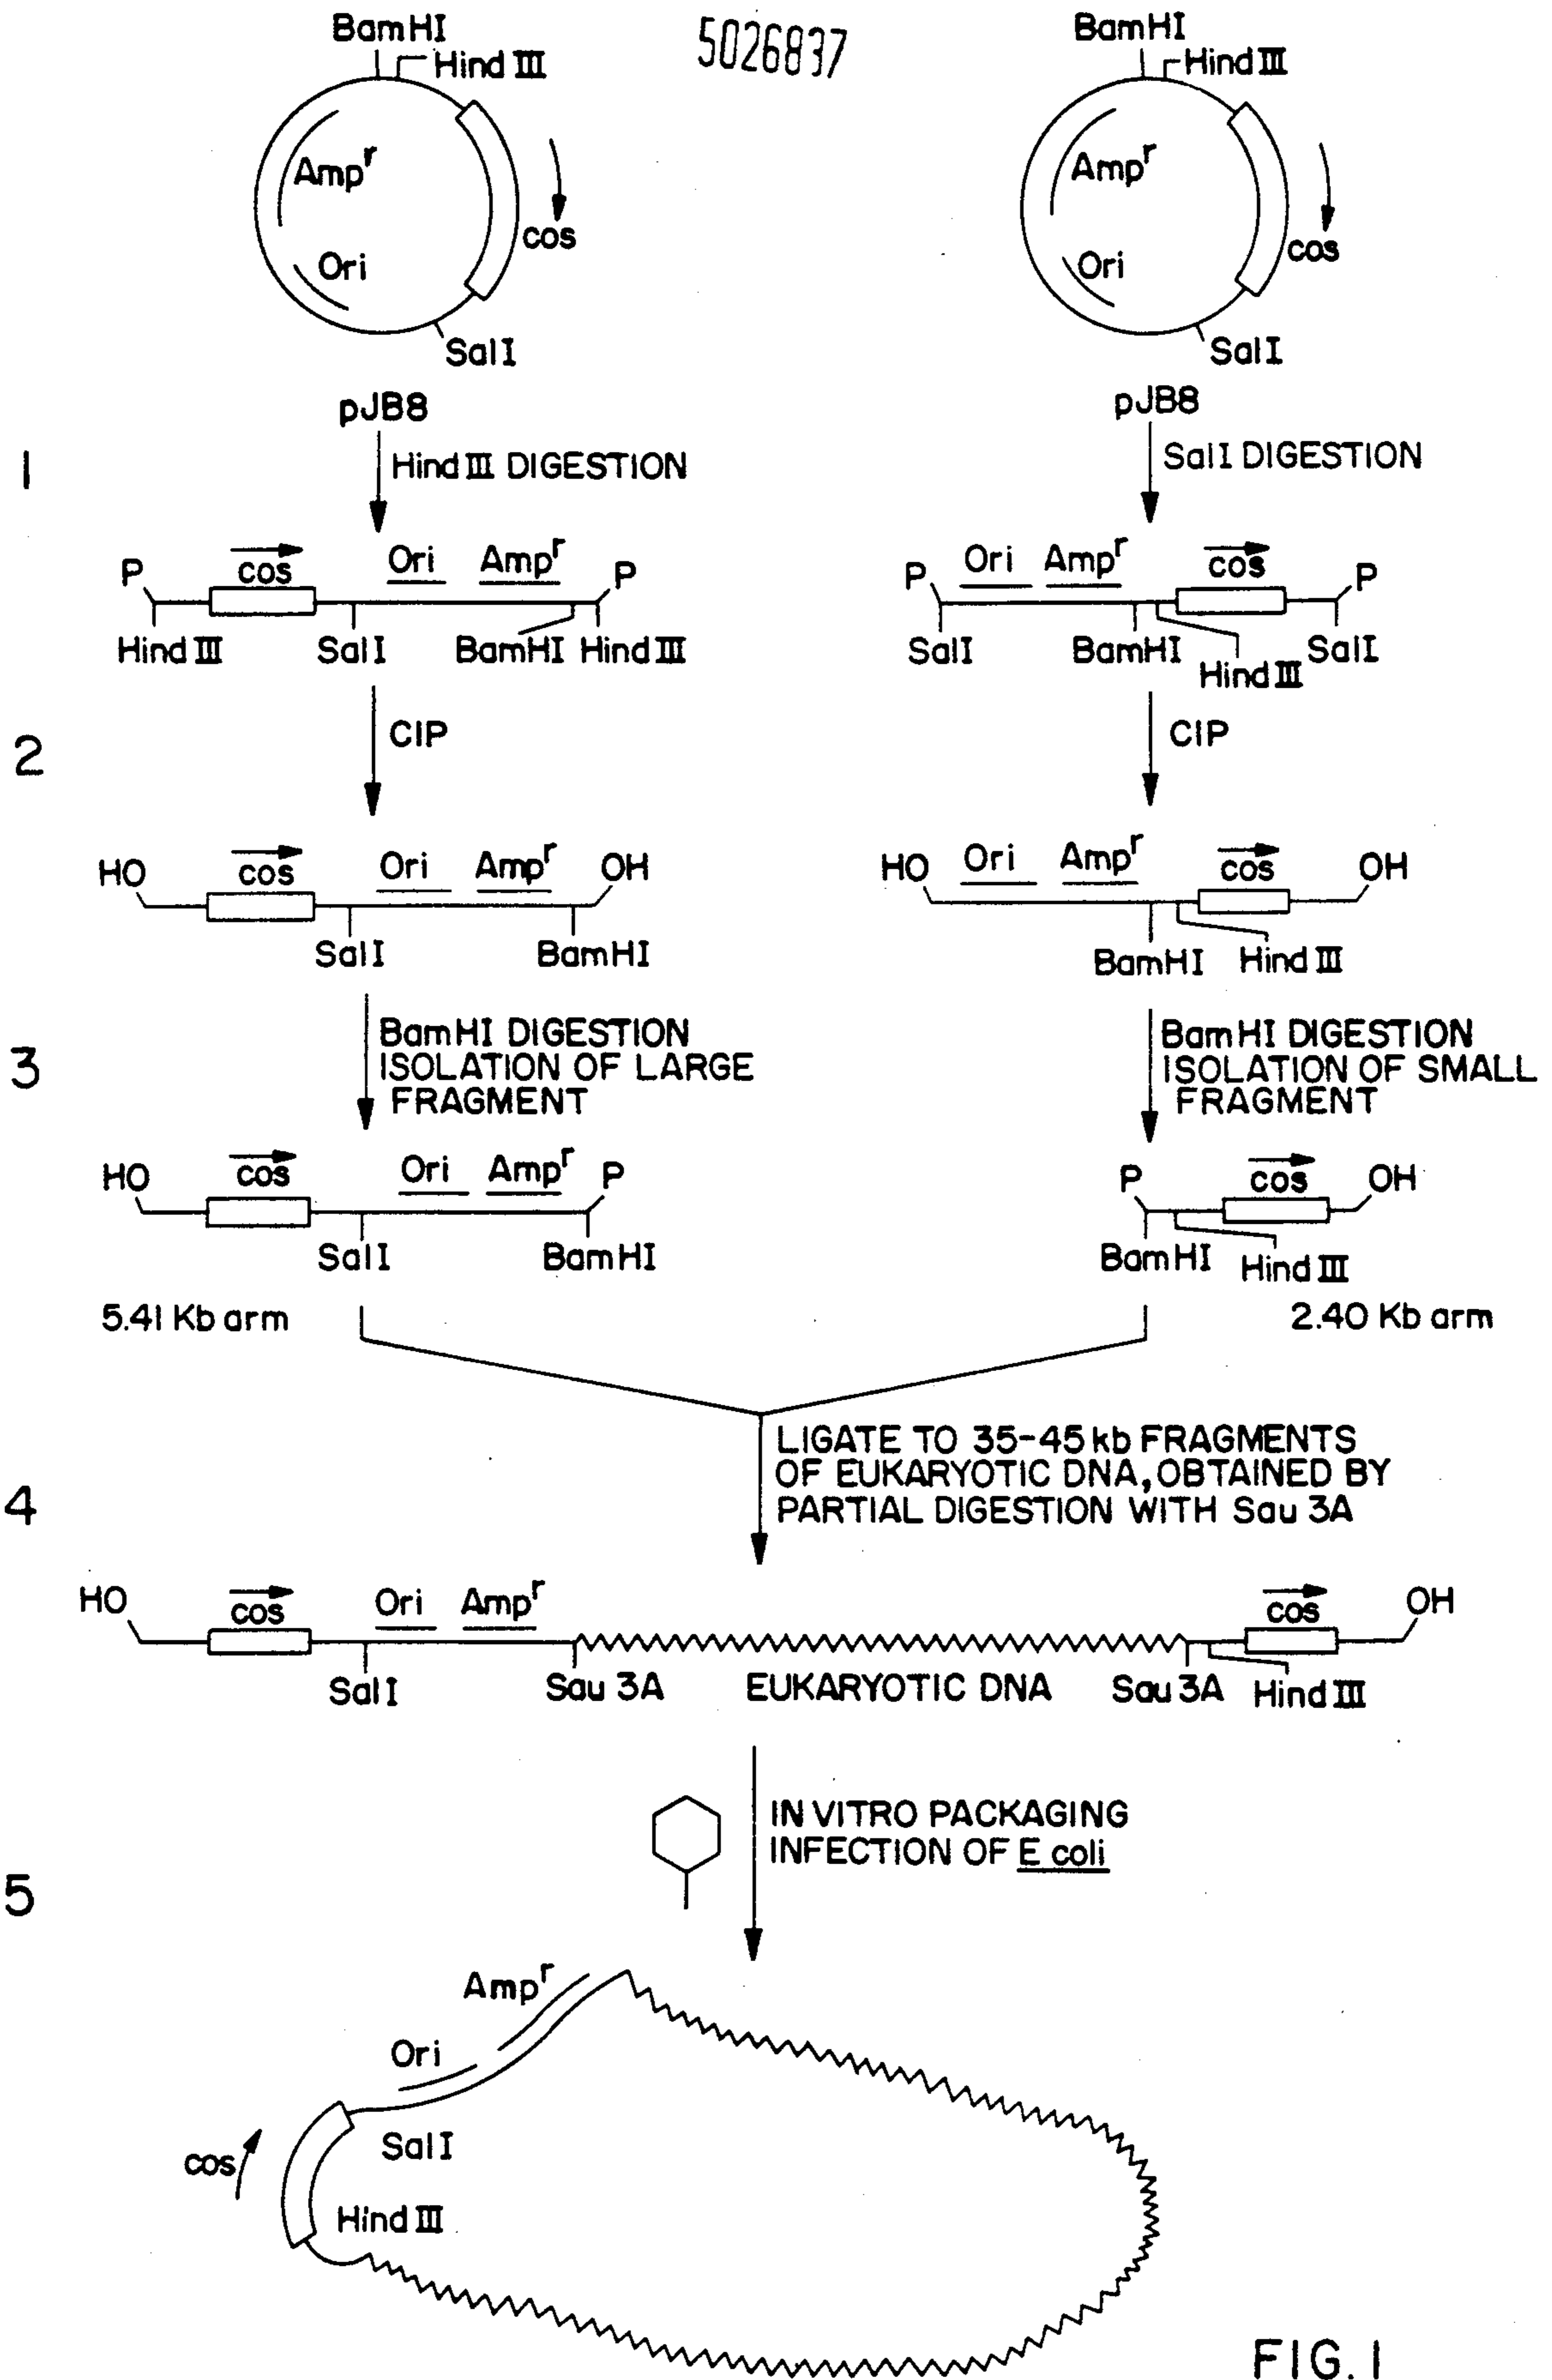 5026837
BamHI
Hind III
Amp^r
cos
Ori
SalI
pJB8
BamHI
Hind III
Amp^r
cos
Ori
SalI
pJB8
1
Hind III DIGESTION
SalI DIGESTION
P cos Ori Amp^r P
Hind III SalI BamHI Hind III
P Ori Amp^r cos P
SalI BamHI Hind III SalI
2
CIP
CIP
HO cos Ori Amp^r OH
SalI BamHI
HO Ori Amp^r cos OH
BamHI Hind III
3
BamHI DIGESTION
ISOLATION OF LARGE
FRAGMENT
BamHI DIGESTION
ISOLATION OF SMALL
FRAGMENT
HO cos Ori Amp^r P
SalI BamHI
5.41 Kb arm
P cos OH
BamHI Hind III
2.40 Kb arm
4
LIGATE TO 35-45 kb FRAGMENTS
OF EUKARYOTIC DNA, OBTAINED BY
PARTIAL DIGESTION WITH Sau 3A
HO cos Ori Amp^r cos OH
SalI Sau 3A EUKARYOTIC DNA Sau 3A Hind III
5
IN VITRO PACKAGING
INFECTION OF E coli
Amp^r
Ori
SalI
cos
Hind III
FIG. 1